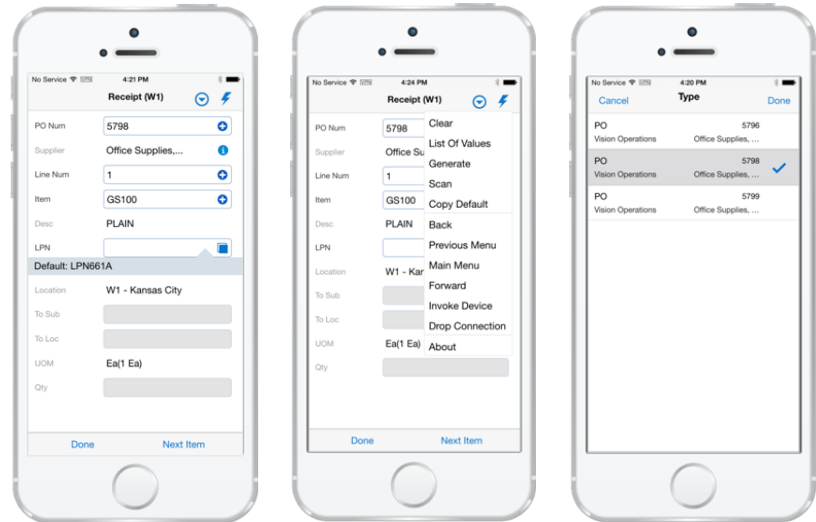 No Service 4:21 PM
Receipt (W1)
PO Num 5798
Supplier Office Supplies,...
Line Num 1
Item GS100
Desc PLAIN
LPN
Default: LPN661A
Location W1 - Kansas City
To Sub
To Loc
UOM Ea(1 Ea)
Qty
Done Next Item
No Service 4:24 PM
Receipt (W1)
PO Num 5798
Supplier Office Su
Line Num 1
Item GS100
Desc PLAIN
LPN
Location W1 - Kar
To Sub
To Loc
UOM Ea(1 Ea)
Qty
Clear
List Of Values
Generate
Scan
Copy Default
Back
Previous Menu
Main Menu
Forward
Invoke Device
Drop Connection
About
Done Next Item
No Service 4:20 PM
Cancel Type Done
PO 5796
Vision Operations Office Supplies, ...
PO 5798
Vision Operations Office Supplies, ...
PO 5799
Vision Operations Office Supplies, ...